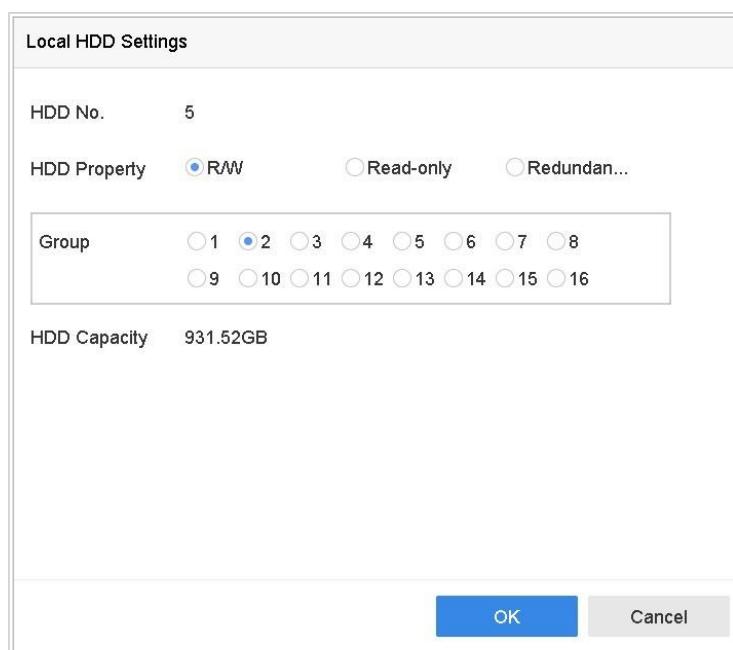 Local HDD Settings
HDD No. 5
HDD Property R/W Read-only Redundan...
Group 1 2 3 4 5 6 7 8
9 10 11 12 13 14 15 16
HDD Capacity 931.52GB
OK Cancel